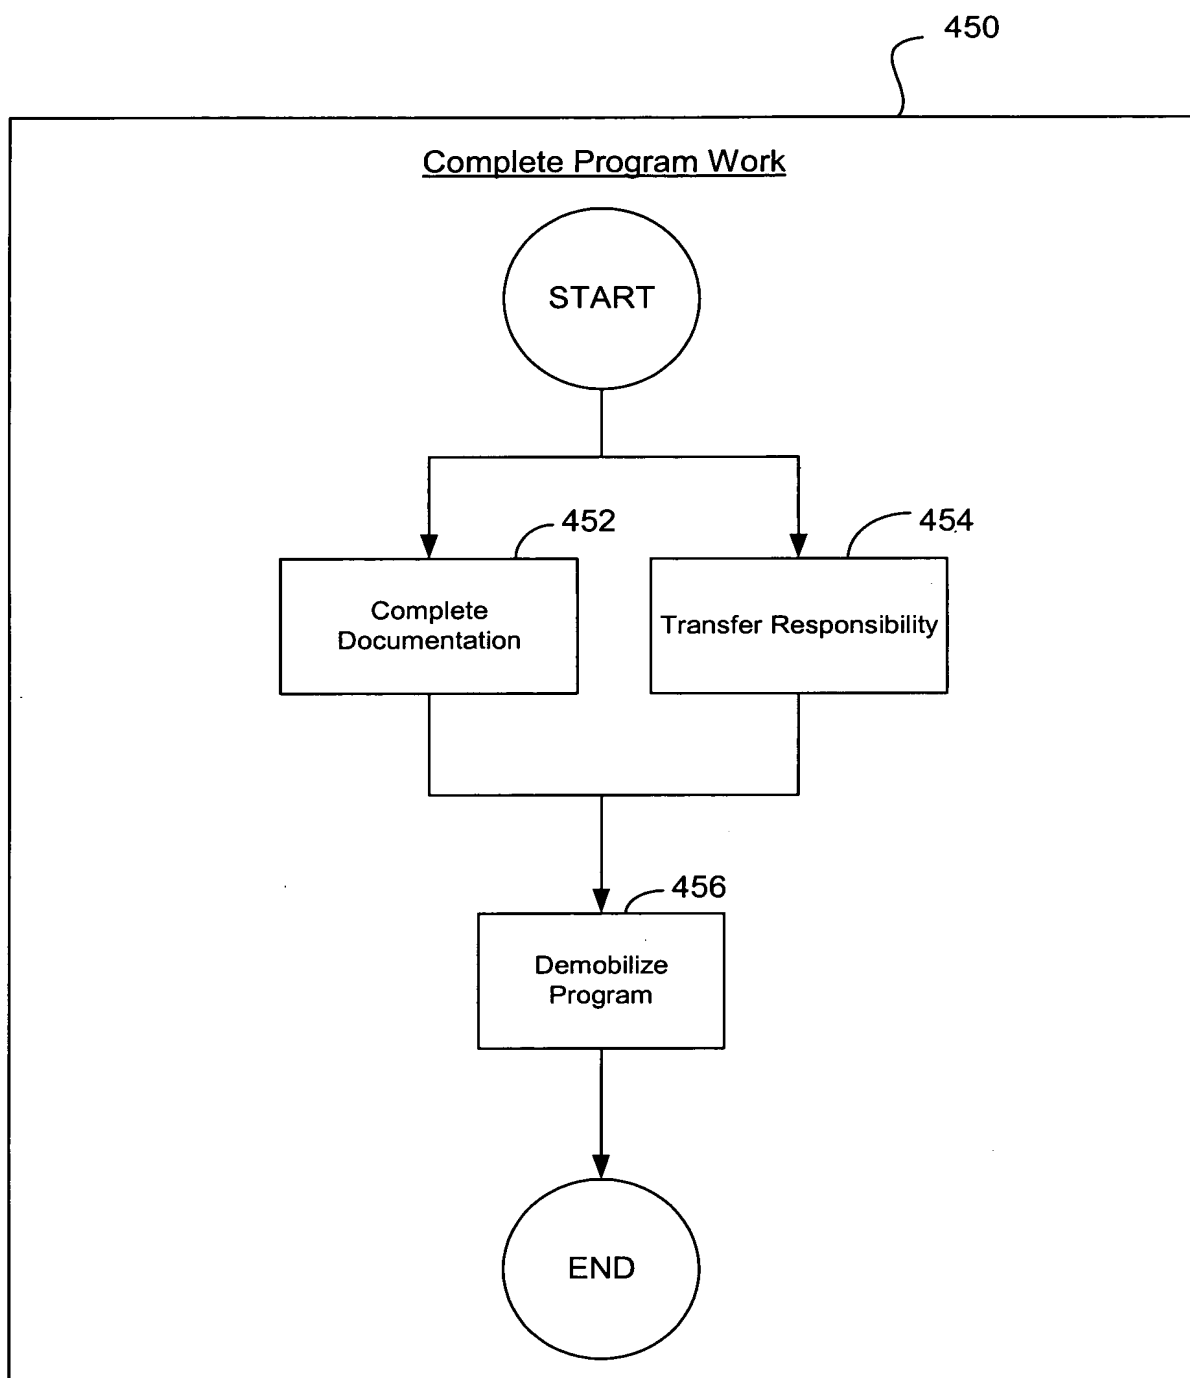 450
Complete Program Work
START
452
454
Complete
Documentation
Transfer Responsibility
456
Demobilize
Program
END